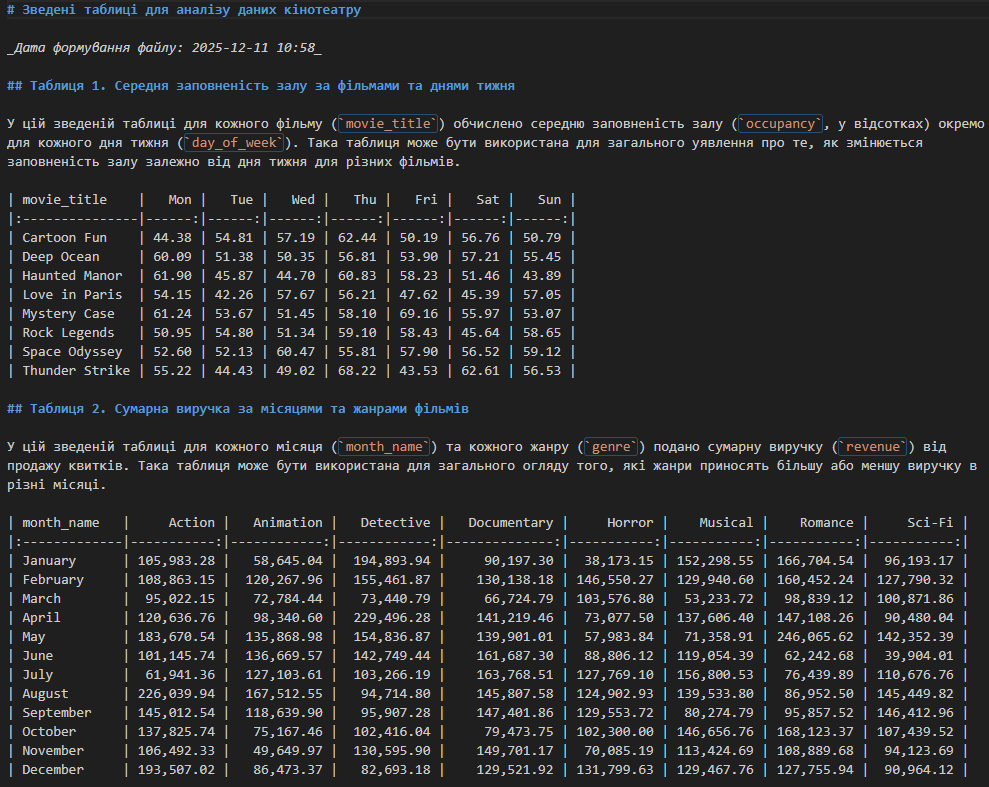 # Зведені таблиці для аналізу даних кінотеатру
_Дата формування файлу: 2025-12-11 10:58_
## Таблиця 1. Середня заповненість залу за фільмами та днями тижня
У цій зведеній таблиці для кожного фільму (`movie_title`) обчислено середню заповненість залу (`occupancy`, у відсотках) окремо
для кожного дня тижня (`day_of_week`). Така таблиця може бути використана для загального уявлення про те, як змінюється
заповненість залу залежно від дня тижня для різних фільмів.
| movie_title    |   Mon |   Tue |   Wed |   Thu |   Fri |   Sat |   Sun |
|:---------------|------:|------:|------:|------:|------:|------:|------:|
| Cartoon Fun    | 44.38 | 54.81 | 57.19 | 62.44 | 50.19 | 56.76 | 50.79 |
| Deep Ocean     | 60.09 | 51.38 | 50.35 | 56.81 | 53.90 | 57.21 | 55.45 |
| Haunted Manor  | 61.90 | 45.87 | 44.70 | 60.83 | 58.23 | 51.46 | 43.89 |
| Love in Paris  | 54.15 | 42.26 | 57.67 | 56.21 | 47.62 | 45.39 | 57.05 |
| Mystery Case   | 61.24 | 53.67 | 51.45 | 58.10 | 69.16 | 55.97 | 53.07 |
| Rock Legends   | 50.95 | 54.80 | 51.34 | 59.10 | 58.43 | 45.64 | 58.65 |
| Space Odyssey  | 52.60 | 52.13 | 60.47 | 55.81 | 57.90 | 56.52 | 59.12 |
| Thunder Strike | 55.22 | 44.43 | 49.02 | 68.22 | 43.53 | 62.61 | 56.53 |
## Таблиця 2. Сумарна виручка за місяцями та жанрами фільмів
У цій зведеній таблиці для кожного місяця (`month_name`) та кожного жанру (`genre`) подано сумарну виручку (`revenue`) від
продажу квитків. Така таблиця може бути використана для загального огляду того, які жанри приносять більшу або меншу виручку в
різні місяці.
| month_name   |     Action |   Animation |   Detective |   Documentary |     Horror |    Musical |    Romance |     Sci-Fi |
|:-------------|-----------:|------------:|------------:|--------------:|-----------:|-----------:|-----------:|-----------:|
| January      | 105,983.28 |   58,645.04 |  194,893.94 |     90,197.30 |  38,173.15 | 152,298.55 | 166,704.54 |  96,193.17 |
| February     | 108,863.15 |  120,267.96 |  155,461.87 |    130,138.18 | 146,550.27 | 129,940.60 | 160,452.24 | 127,790.32 |
| March        |  95,022.15 |   72,784.44 |   73,440.79 |     66,724.79 | 103,576.80 |  53,233.72 |  98,839.12 | 100,871.86 |
| April        | 120,636.76 |   98,340.60 |  229,496.28 |    141,219.46 |  73,077.50 | 137,606.40 | 147,108.26 |  90,480.04 |
| May          | 183,670.54 |  135,868.98 |  154,836.87 |    139,901.01 |  57,983.84 |  71,358.91 | 246,065.62 | 142,352.39 |
| June         | 101,145.74 |  136,669.57 |  142,749.44 |    161,687.30 |  88,806.12 | 119,054.39 |  62,242.68 |  39,904.01 |
| July         |  61,941.36 |  127,103.61 |  103,266.19 |    163,768.51 | 127,769.10 | 156,800.53 |  76,439.89 | 110,676.76 |
| August       | 226,039.94 |  167,512.55 |   94,714.80 |    145,807.58 | 124,902.93 | 139,533.80 |  86,952.50 | 145,449.82 |
| September    | 145,012.54 |  118,639.90 |   95,907.28 |    147,401.86 | 129,553.72 |  80,274.79 |  95,857.52 | 146,412.96 |
| October      | 137,825.74 |   75,167.46 |  102,416.04 |     79,473.75 | 102,300.00 | 146,656.76 | 168,123.37 | 107,439.52 |
| November     | 106,492.33 |   49,649.97 |  130,595.90 |    149,701.17 |  70,085.19 | 113,424.69 | 108,889.68 |  94,123.69 |
| December     | 193,507.02 |   86,473.37 |   82,693.18 |    129,521.92 | 131,799.63 | 129,467.76 | 127,755.94 |  90,964.12 |